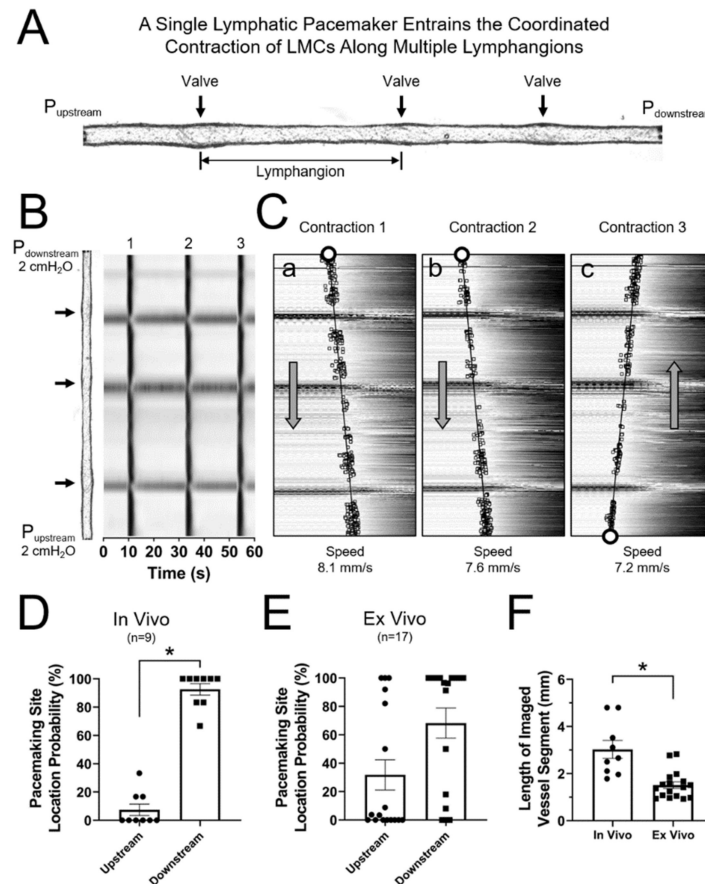 A
A Single Lymphatic Pacemaker Entrains the Coordinated
Contraction of LMCs Along Multiple Lymphangions
Valve Valve Valve
Pupstream Pdownstream
Lymphangion
B
1 2 3
Pdownstream
2 cmH2O
Pupstream
2 cmH2O
0 10 20 30 40 50 60
Time (s)
C
Contraction 1 Contraction 2 Contraction 3
a b c
Speed Speed Speed
8.1 mm/s 7.6 mm/s 7.2 mm/s
D
In Vivo
(n=9)
*
Pacemaking Site
Location Probability (%)
100
80
60
40
20
0
Upstream
Downstream
E
Ex Vivo
(n=17)
Pacemaking Site
Location Probability (%)
100
80
60
40
20
0
Upstream
Downstream
F
*
Length of Imaged
Vessel Segment (mm)
6
4
2
0
In Vivo Ex Vivo